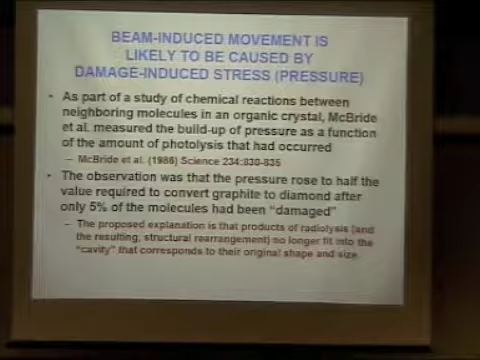 BEAM-INDUCED MOVEMENT IS
LIKELY TO BE CAUSED BY
DAMAGE-INDUCED STRESS (PRESSURE)
• As part of a study of chemical reactions between
neighboring molecules in an organic crystal, McBride
et al. measured the build-up of pressure as a function
of the amount of photolysis that had occurred
– McBride et al. (1986) Science 234:830-835
• The observation was that the pressure rose to half the
value required to convert graphite to diamond after
only 5% of the molecules had been "damaged"
– The proposed explanation is that products of radiolysis (and
the resulting, structural rearrangement) no longer fit into the
"cavity" that corresponds to their original shape and size.